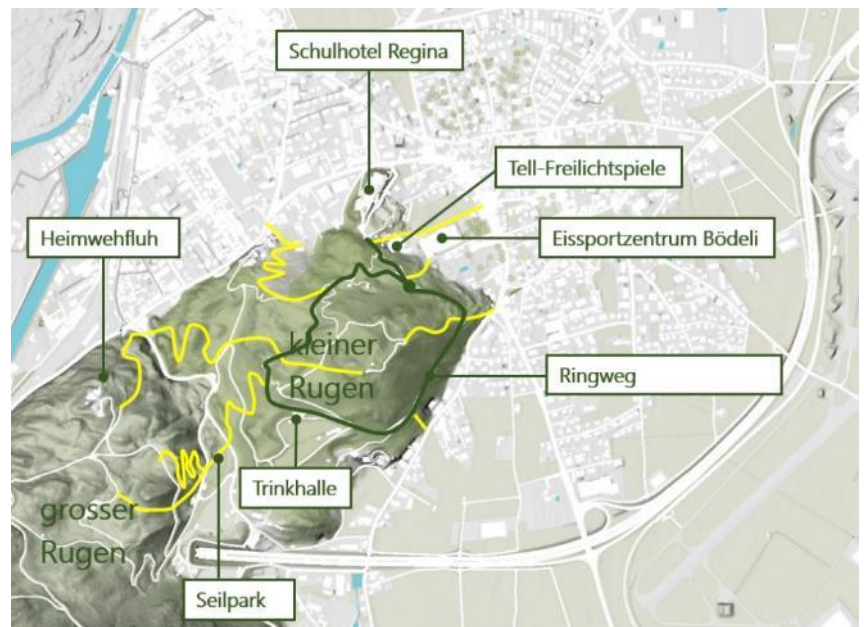 Schulhotel Regina
Tell-Freilichtspiele
Heimwehfluh
Eissportzentrum Bödeli
kleiner
Rugen
Ringweg
Trinkhalle
grosser
Rugen
Seilpark